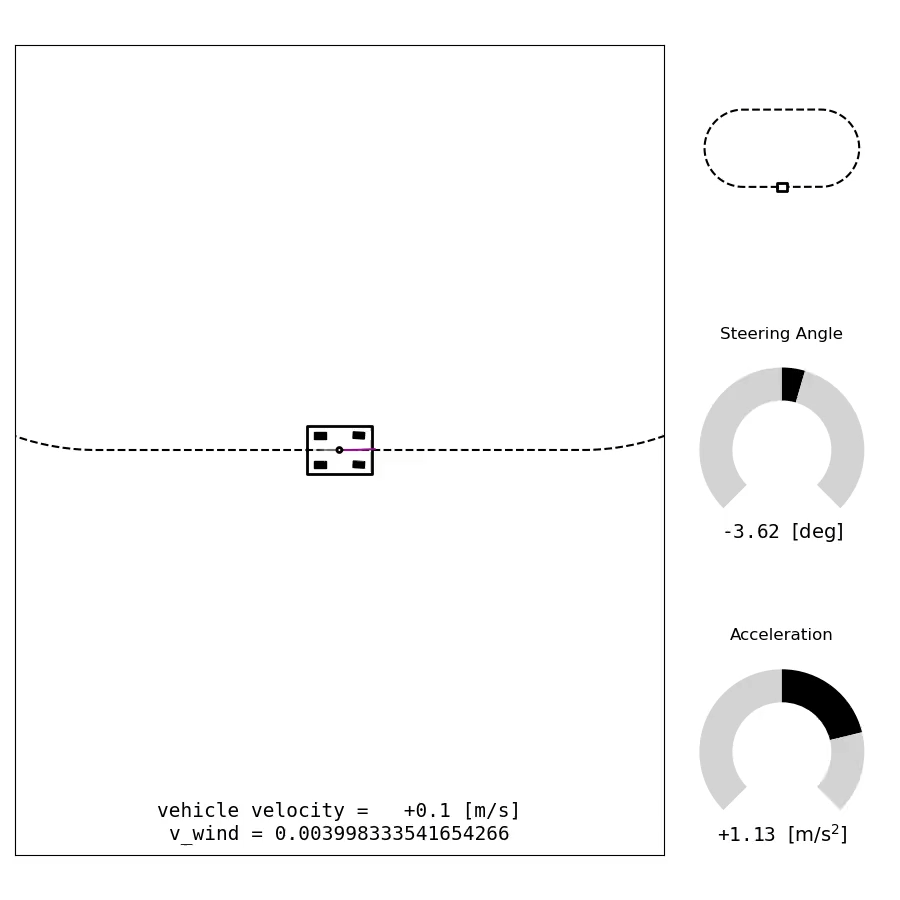 Steering Angle
-3.62 [deg]
Acceleration
+1.13 [m/s²]
vehicle velocity =   +0.1 [m/s]
v_wind = 0.003998333541654266